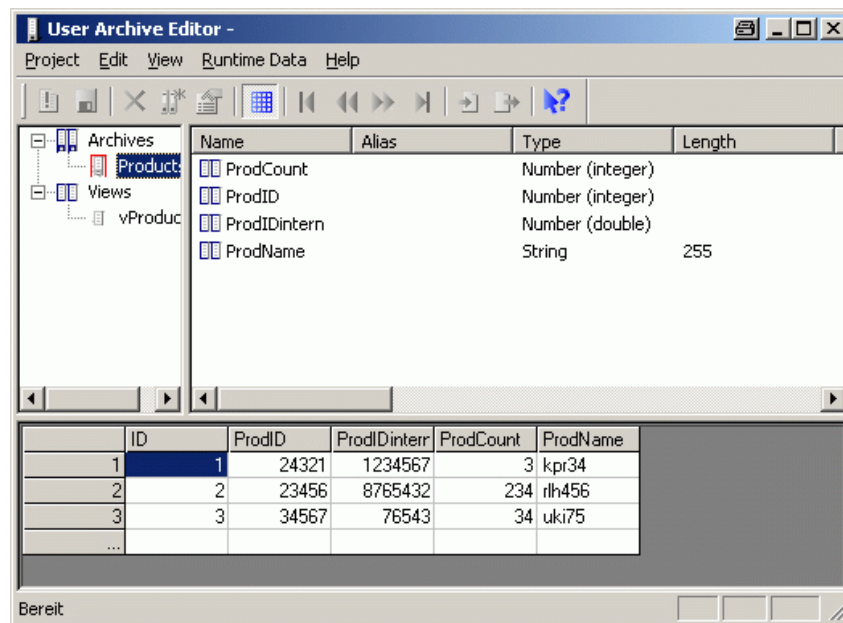 User Archive Editor -
Project Edit View Runtime Data Help
Archives
Products
Views
vProduc
Name Alias Type Length
ProdCount Number (integer)
ProdID Number (integer)
ProdIDintern Number (double)
ProdName String 255
ID ProdID ProdIDinterr ProdCount ProdName
1 1 24321 1234567 3 kpr34
2 2 23456 8765432 234 rlh456
3 3 34567 76543 34 uki75
...
Bereit